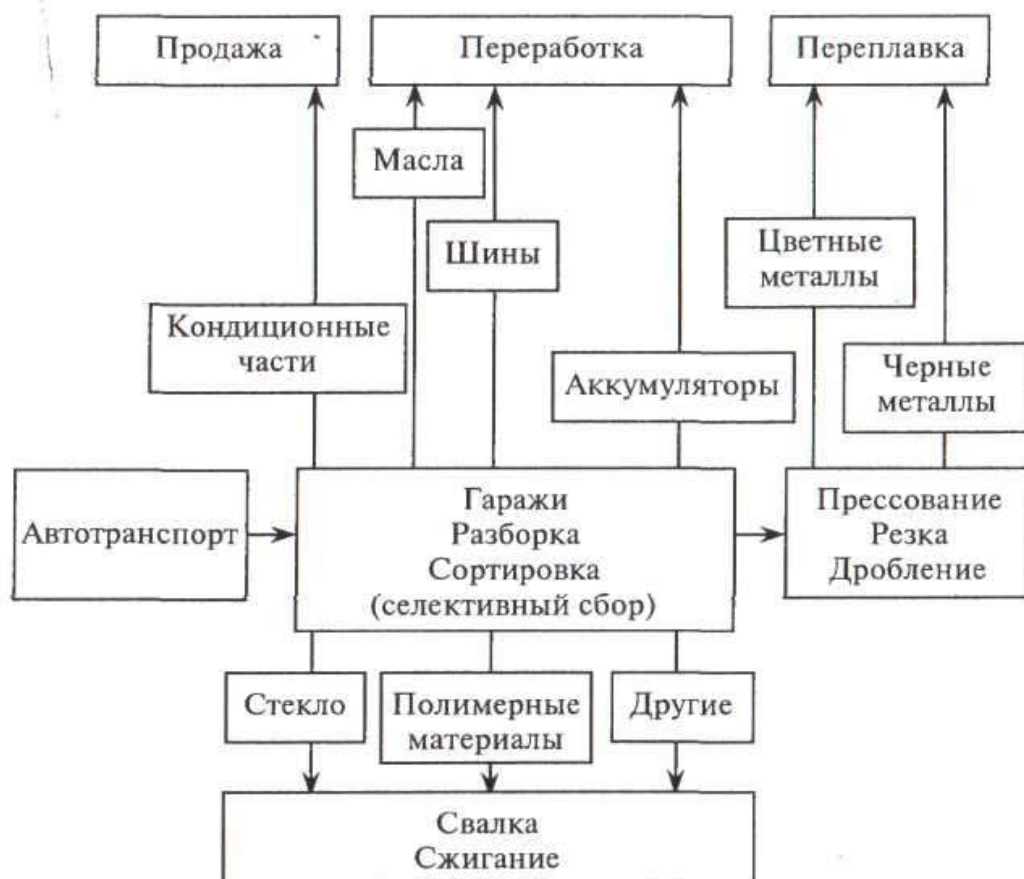 Продажа
Переработка
Переплавка
Масла
Шины
Цветные
металлы
Кондиционные
части
Аккумуляторы
Черные
металлы
Автотранспорт
Гаражи
Разборка
Сортировка
(селективный сбор)
Прессование
Резка
Дробление
Стекло
Полимерные
материалы
Другие
Свалка
Сжигание